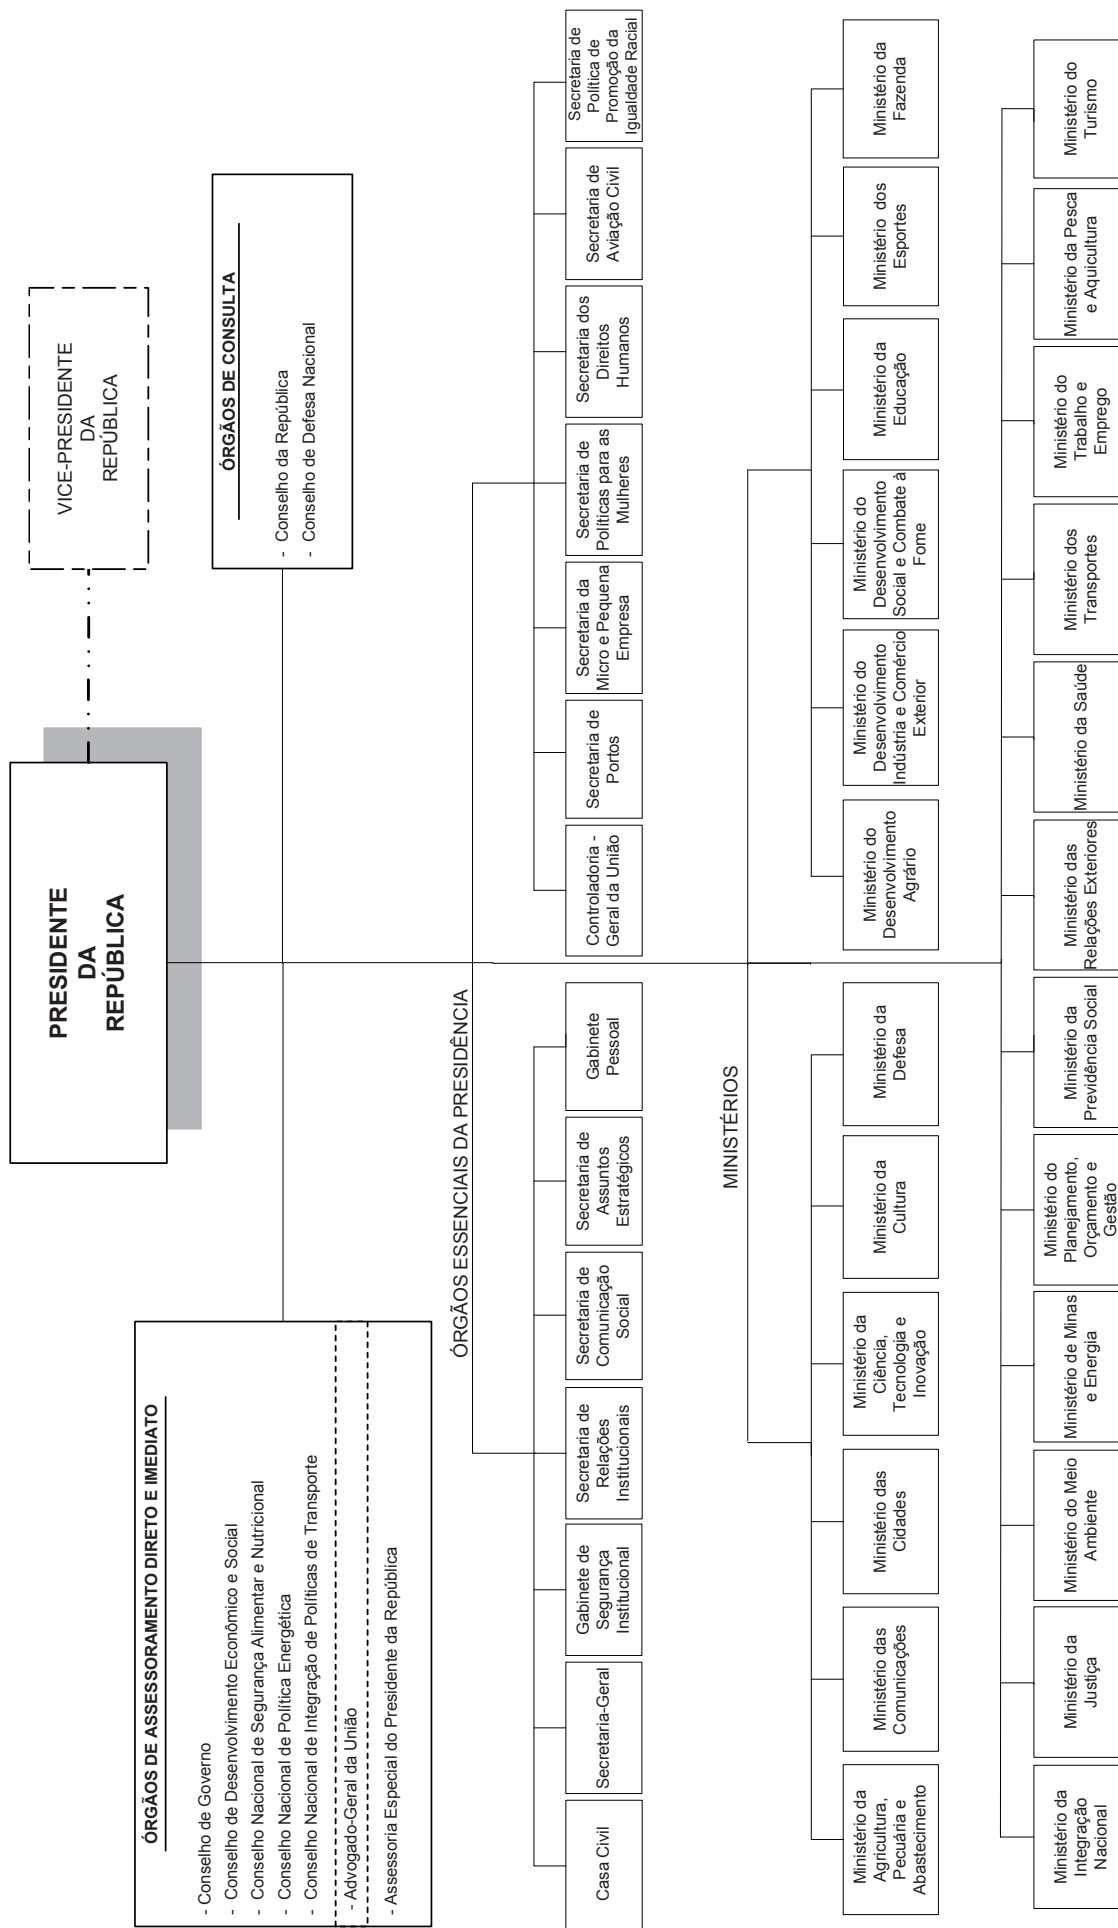 PRESIDENTE
DA
REPÚBLICA
VICE-PRESIDENTE
DA
REPÚBLICA
ÓRGÃOS DE ASSESSORAMENTO DIRETO E IMEDIATO
- Conselho de Governo
- Conselho de Desenvolvimento Econômico e Social
- Conselho Nacional de Segurança Alimentar e Nutricional
- Conselho Nacional de Política Energética
- Conselho Nacional de Integração de Políticas de Transporte
- Advogado-Geral da União
- Assessoria Especial do Presidente da República
ÓRGÃOS DE CONSULTA
- Conselho da República
- Conselho de Defesa Nacional
ÓRGÃOS ESSENCIAIS DA PRESIDÊNCIA
Casa Civil
Secretaria-Geral
Gabinete de
Segurança
Institucional
Secretaria de
Relações
Institucionais
Secretaria de
Comunicação
Social
Secretaria de
Assuntos
Estratégicos
Gabinete
Pessoal
Controladoria -
Geral da União
Secretaria de
Portos
Secretaria da
Micro e Pequena
Empresa
Secretaria de
Políticas para as
Mulheres
Secretaria dos
Direitos
Humanos
Secretaria de
Aviação Civil
Secretaria de
Política de
Promoção da
Igualdade Racial
MINISTÉRIOS
Ministério da
Agricultura,
Pecuária e
Abastecimento
Ministério das
Comunicações
Ministério das
Cidades
Ministério da
Ciência,
Tecnologia e
Inovação
Ministério da
Cultura
Ministério da
Defesa
Ministério do
Desenvolvimento
Agrário
Ministério do
Desenvolvimento
Indústria e Comércio
Exterior
Ministério do
Desenvolvimento
Social e Combate à
Fome
Ministério da
Educação
Ministério dos
Esportes
Ministério da
Fazenda
Ministério da
Integração
Nacional
Ministério da
Justiça
Ministério do Meio
Ambiente
Ministério de Minas
e Energia
Ministério do
Planejamento,
Orçamento e
Gestão
Ministério da
Previdência Social
Ministério das
Relações Exteriores
Ministério da Saúde
Ministério dos
Transportes
Ministério do
Trabalho e
Emprego
Ministério da Pesca
e Aquicultura
Ministério do
Turismo